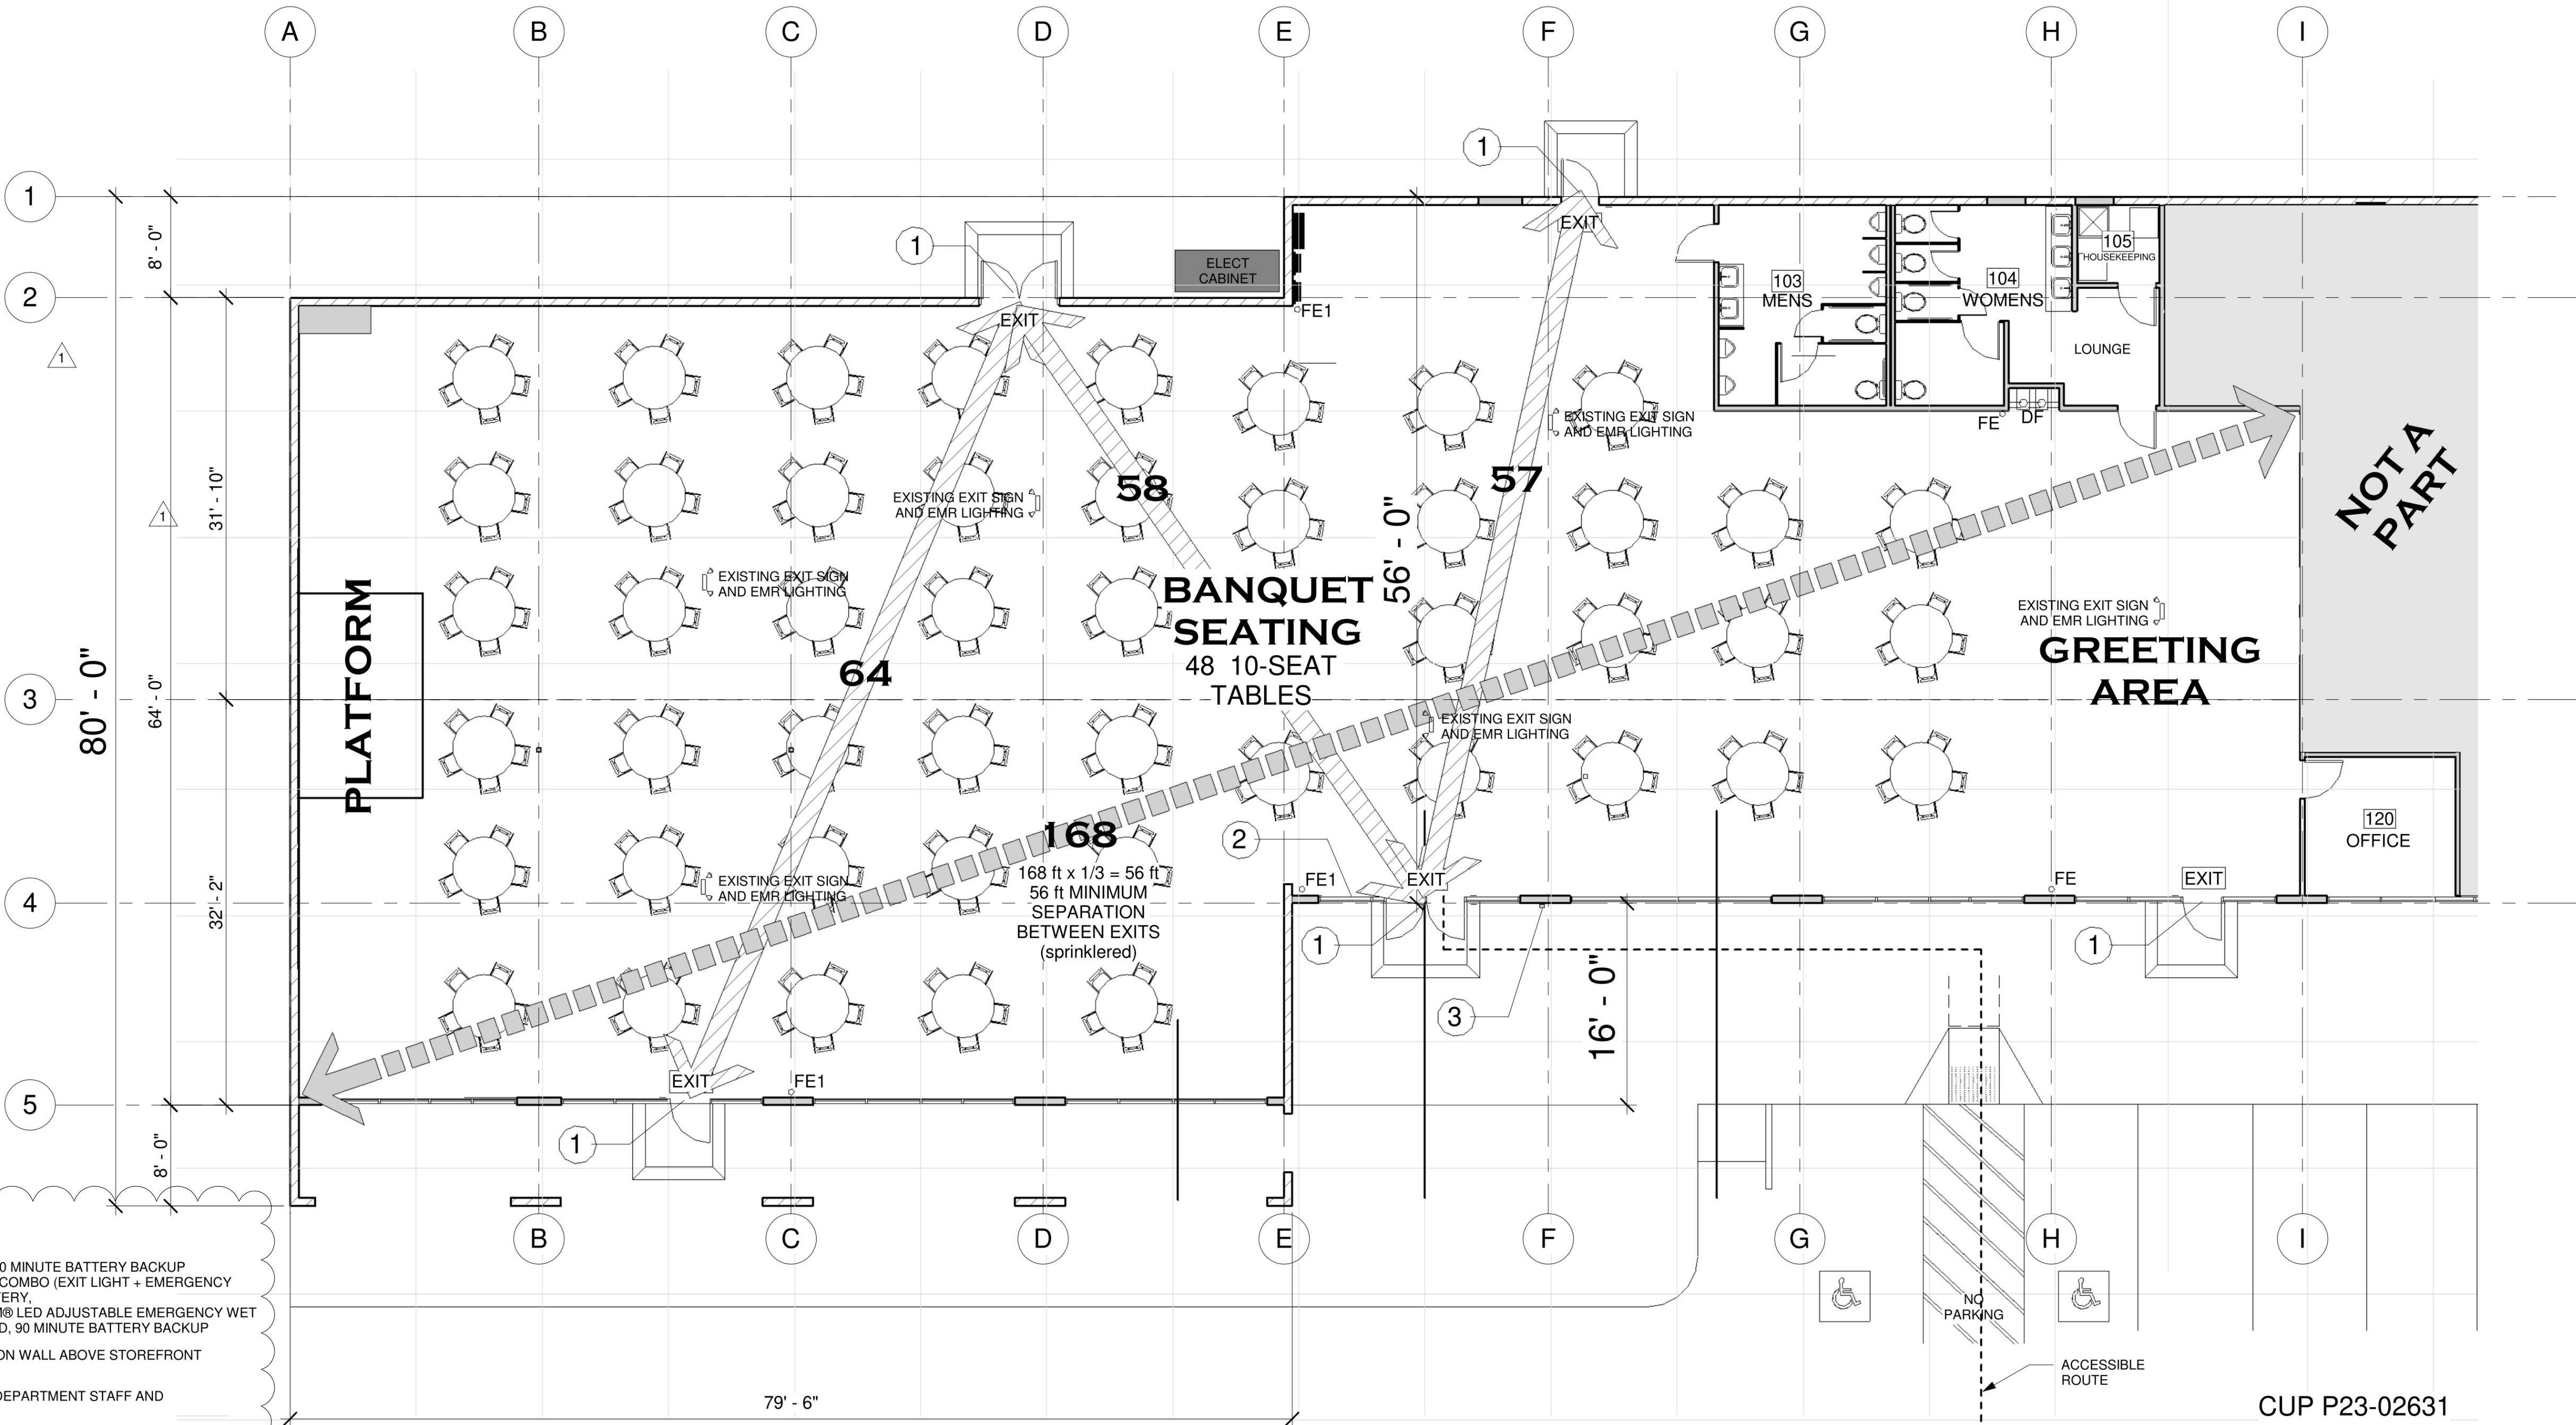 A B C D E F G H I
1
1
8' - 0"
ELECT
CABINET
1
EXIT
105
HOUSEKEEPING
103
MENS
104
WOMENS
2
FE1
EXIT
LOUNGE
1
EXISTING EXIT SIGN
AND EMR LIGHTING
FE
DF
NOT A
PART
31' - 10"
58
57
EXISTING EXIT SIGN
AND EMR LIGHTING
1
56' - 0"
EXISTING EXIT SIGN
AND EMR LIGHTING
BANQUET
SEATING
48 10-SEAT
TABLES
EXISTING EXIT SIGN
AND EMR LIGHTING
GREETING
AREA
PLATFORM
64
80' - 0"
64' - 0"
3
EXISTING EXIT SIGN
AND EMR LIGHTING
120
OFFICE
168
168 ft x 1/3 = 56 ft
56 ft MINIMUM
SEPARATION
BETWEEN EXITS
(sprinklered)
2
EXISTING EXIT SIGN
AND EMR LIGHTING
FE1
EXIT
FE
EXIT
4
32' - 2"
1
1
3
16' - 0"
EXIT
FE1
5
1
8' - 0"
B C D E F G H I
0 MINUTE BATTERY BACKUP
COMBO (EXIT LIGHT + EMERGENCY
ERY,
® LED ADJUSTABLE EMERGENCY WET
D, 90 MINUTE BATTERY BACKUP
ON WALL ABOVE STOREFRONT
DEPARTMENT STAFF AND
NO
PARKING
ACCESSIBLE
ROUTE
79' - 6"
CUP P23-02631